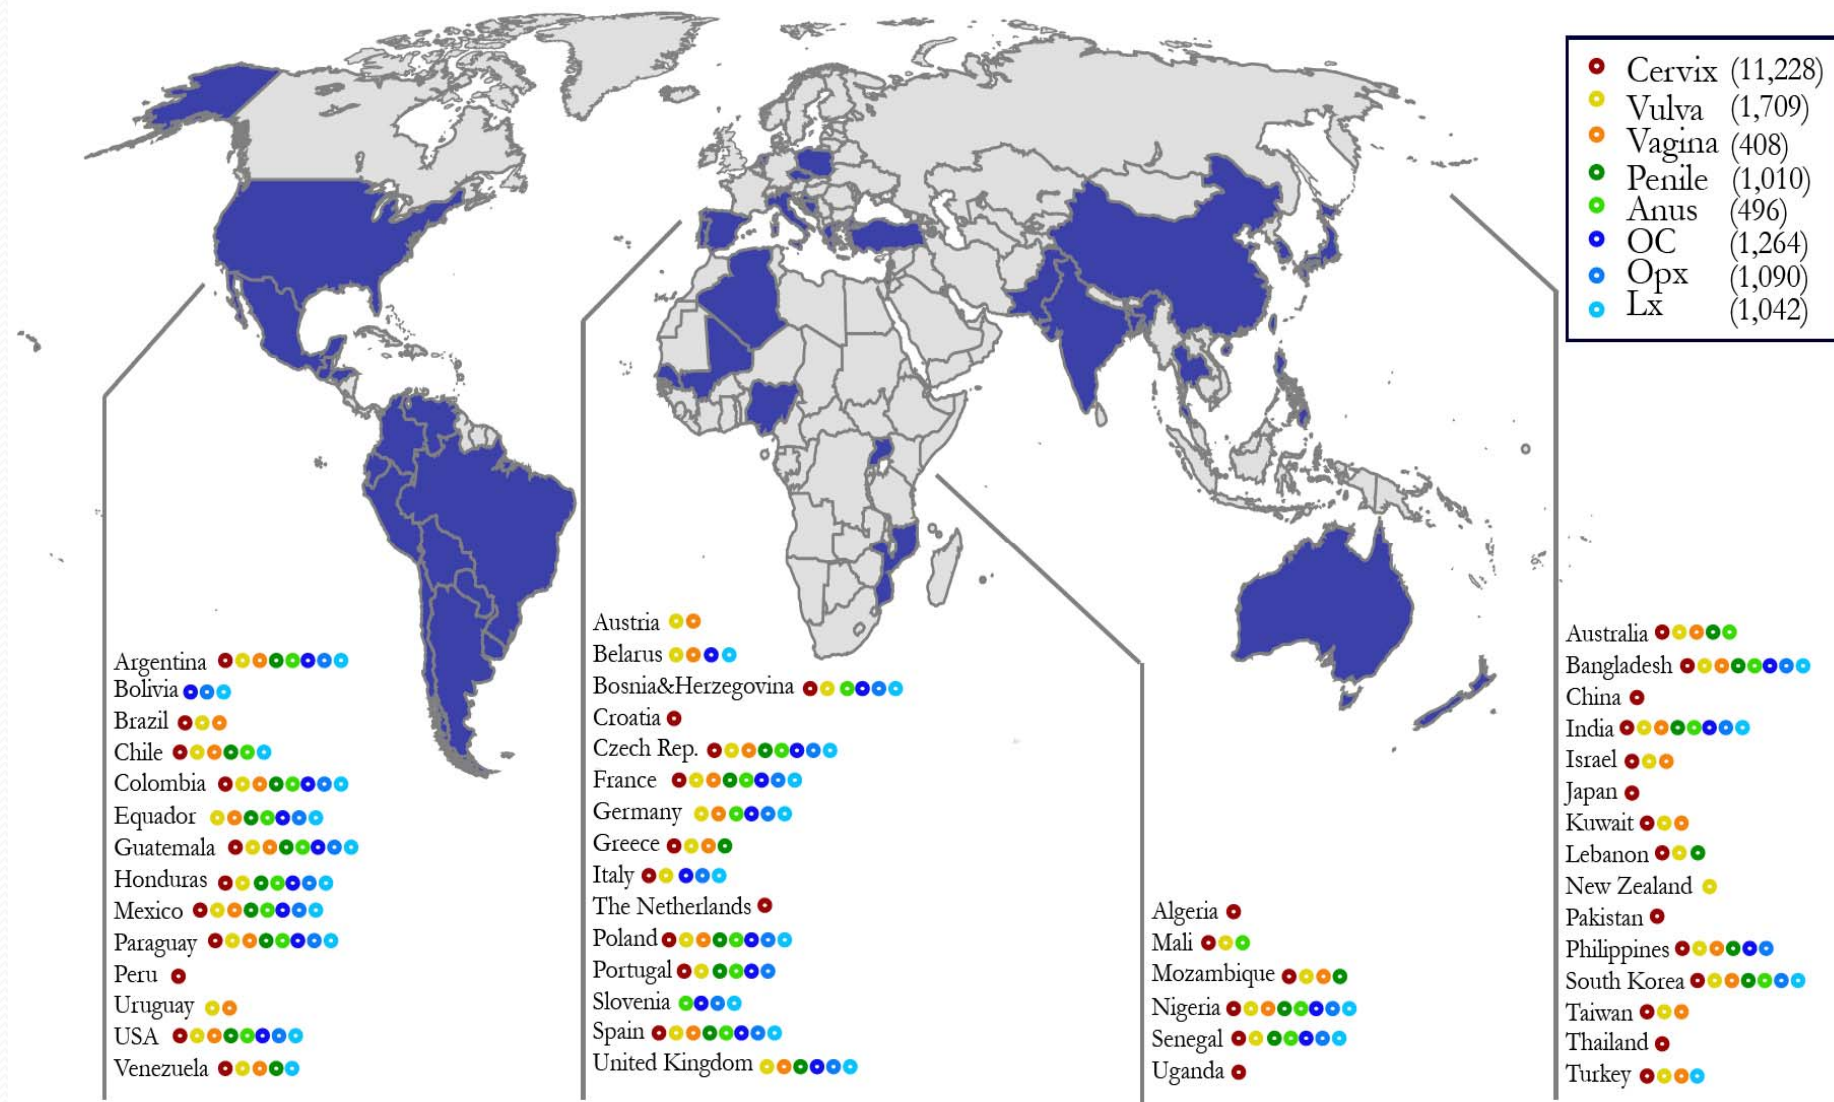 Cervix (11,228)
Vulva (1,709)
Vagina (408)
Penile (1,010)
Anus (496)
OC (1,264)
Opx (1,090)
Lx (1,042)
Argentina
Bolivia
Brazil
Chile
Colombia
Equador
Guatemala
Honduras
Mexico
Paraguay
Peru
Uruguay
USA
Venezuela
Austria
Belarus
Bosnia&Herzegovina
Croatia
Czech Rep.
France
Germany
Greece
Italy
The Netherlands
Poland
Portugal
Slovenia
Spain
United Kingdom
Algeria
Mali
Mozambique
Nigeria
Senegal
Uganda
Australia
Bangladesh
China
India
Israel
Japan
Kuwait
Lebanon
New Zealand
Pakistan
Philippines
South Korea
Taiwan
Thailand
Turkey